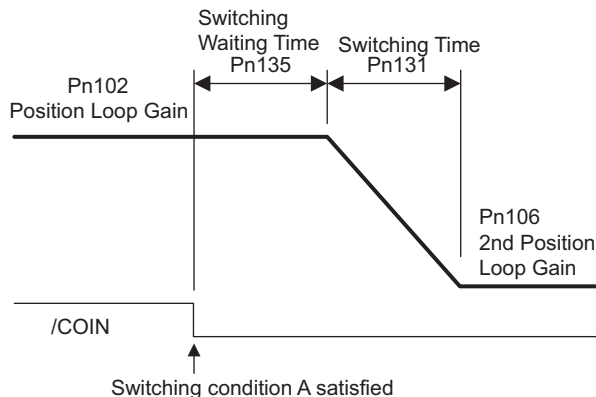 Switching
Waiting Time
Pn135
Switching Time
Pn131
Pn102
Position Loop Gain
Pn106
2nd Position
Loop Gain
/COIN
Switching condition A satisfied